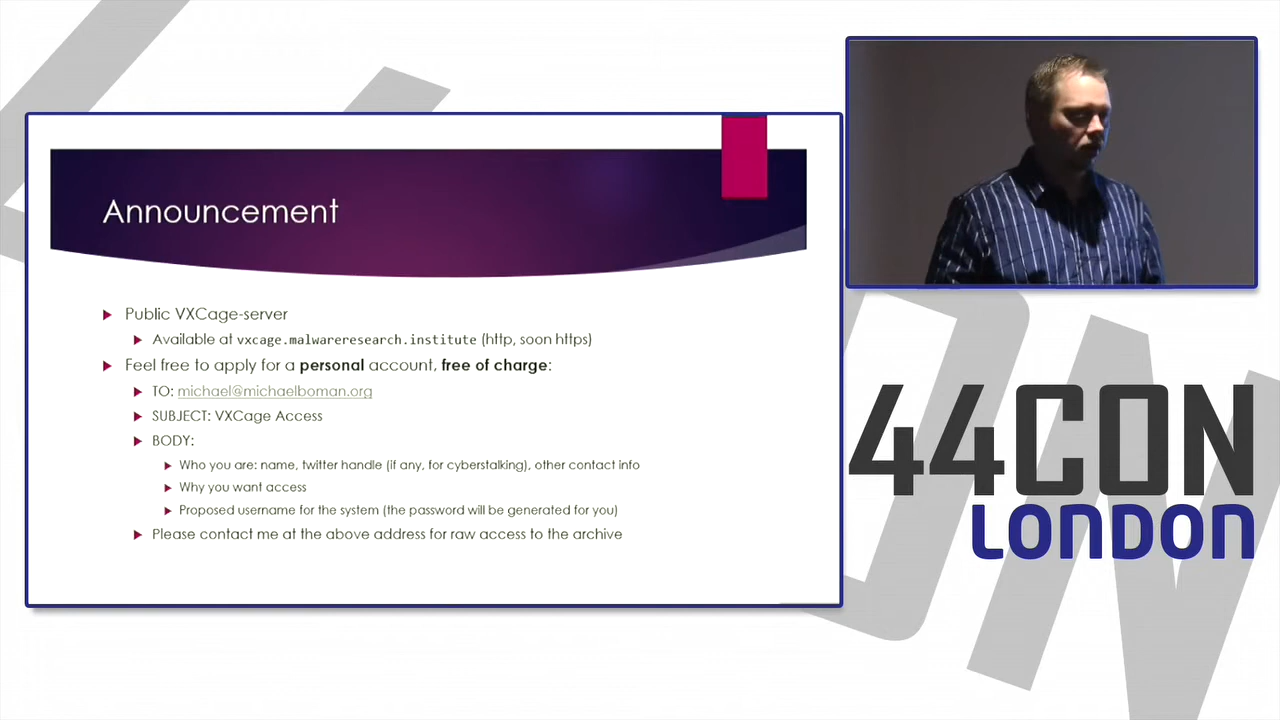 Announcement
Public VXCage-server
Available at vxcage.malwareresearch.institute (http, soon https)
Feel free to apply for a personal account, free of charge:
TO: michael@michaelboman.org
SUBJECT: VXCage Access
BODY:
Who you are: name, twitter handle (if any, for cyberstalking), other contact info
Why you want access
Proposed username for the system (the password will be generated for you)
Please contact me at the above address for raw access to the archive
44CON
LONDON